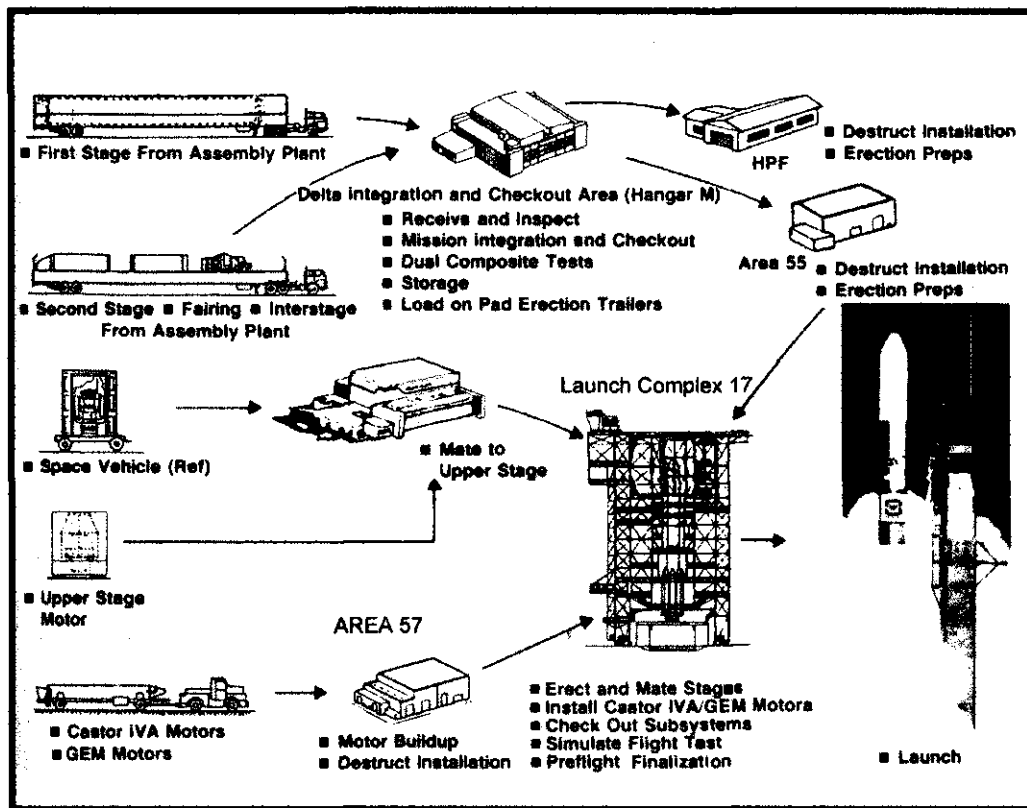 ■ First Stage From Assembly Plant
HPF
■ Destruct Installation
■ Erection Preps
Delta integration and Checkout Area (Hangar M)
■ Receive and Inspect
■ Mission integration and Checkout
■ Dual Composite Tests
■ Storage
■ Load on Pad Erection Trailers
Area 55
■ Destruct Installation
■ Erection Preps
■ Second Stage ■ Fairing ■ Interstage
From Assembly Plant
Launch Complex 17
■ Space Vehicle (Ref)
■ Mate to
Upper Stage
■ Upper Stage
Motor
AREA 57
■ Castor IVA Motors
■ GEM Motors
■ Motor Buildup
■ Destruct Installation
■ Erect and Mate Stages
■ Install Castor IVA/GEM Motors
■ Check Out Subsystems
■ Simulate Flight Test
■ Preflight Finalization
■ Launch